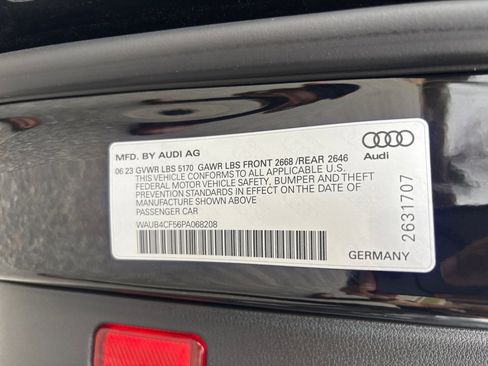 MFD. BY AUDI AG
Audi
06 23 GVWR LBS 5170 GAWR LBS FRONT 2668 /REAR 2646
THIS VEHICLE CONFORMS TO ALL APPLICABLE U.S.
FEDERAL MOTOR VEHICLE SAFETY, BUMPER AND THEFT
PREVENTION STANDARDS IN EFFECT ON THE DATE OF
MANUFACTURE SHOWN ABOVE
PASSENGER CAR
WAUB4CF56PA068208
GERMANY
2631707